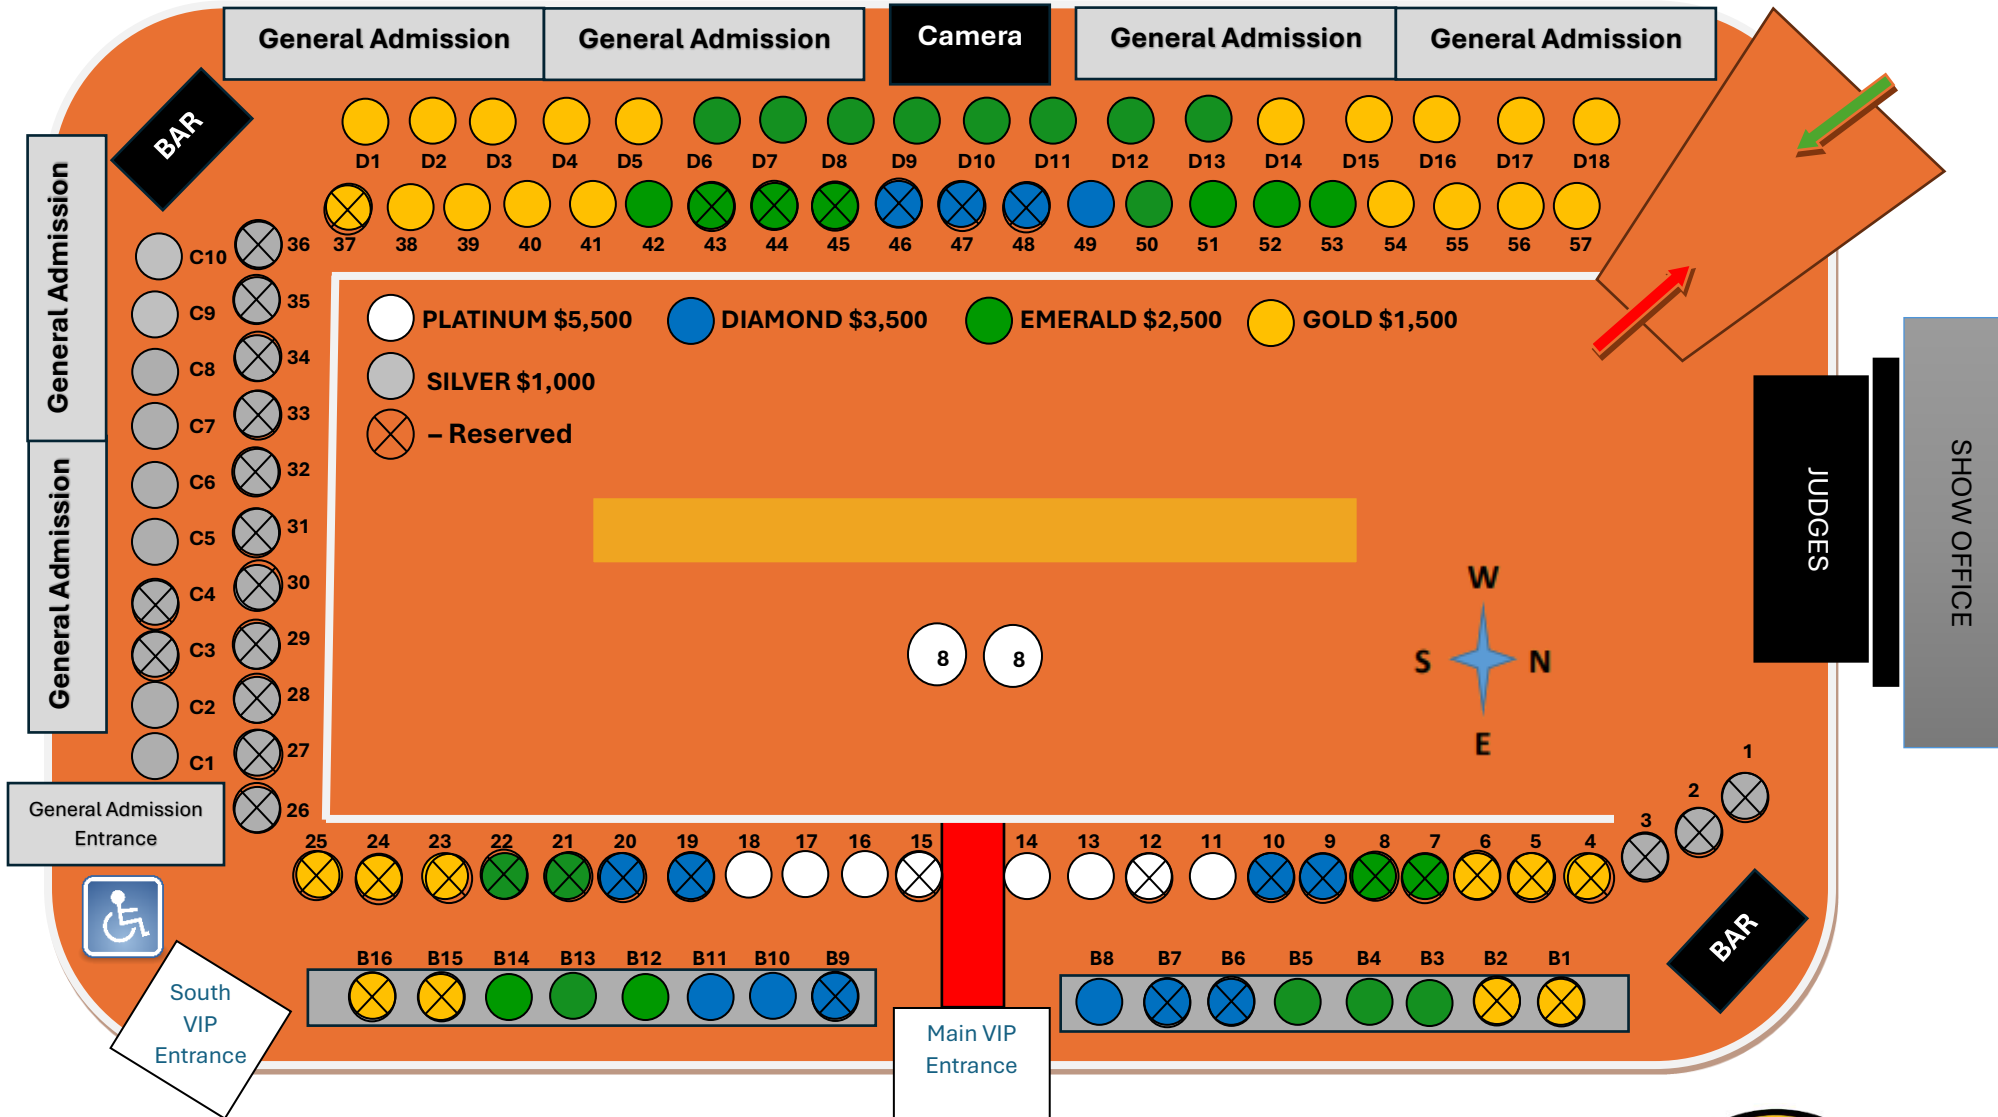 General Admission
General Admission
Camera
General Admission
General Admission
BAR
D1 D2 D3 D4 D5 D6 D7 D8 D9 D10 D11 D12 D13 D14 D15 D16 D17 D18
37 38 39 40 41 42 43 44 45 46 47 48 49 50 51 52 53 54 55 56 57
General Admission
General Admission
C10 36
C9 35
C8 34
C7 33
C6 32
C5 31
C4 30
C3 29
C2 28
C1 27
26
PLATINUM $5,500 DIAMOND $3,500 EMERALD $2,500 GOLD $1,500
SILVER $1,000
– Reserved
8 8
W
S N
E
JUDGES
SHOW OFFICE
General Admission
Entrance
25 24 23 22 21 20 19 18 17 16 15 14 13 12 11 10 9 8 7 6 5 4 3 2 1
BAR
B16 B15 B14 B13 B12 B11 B10 B9 B8 B7 B6 B5 B4 B3 B2 B1
South
VIP
Entrance
Main VIP
Entrance